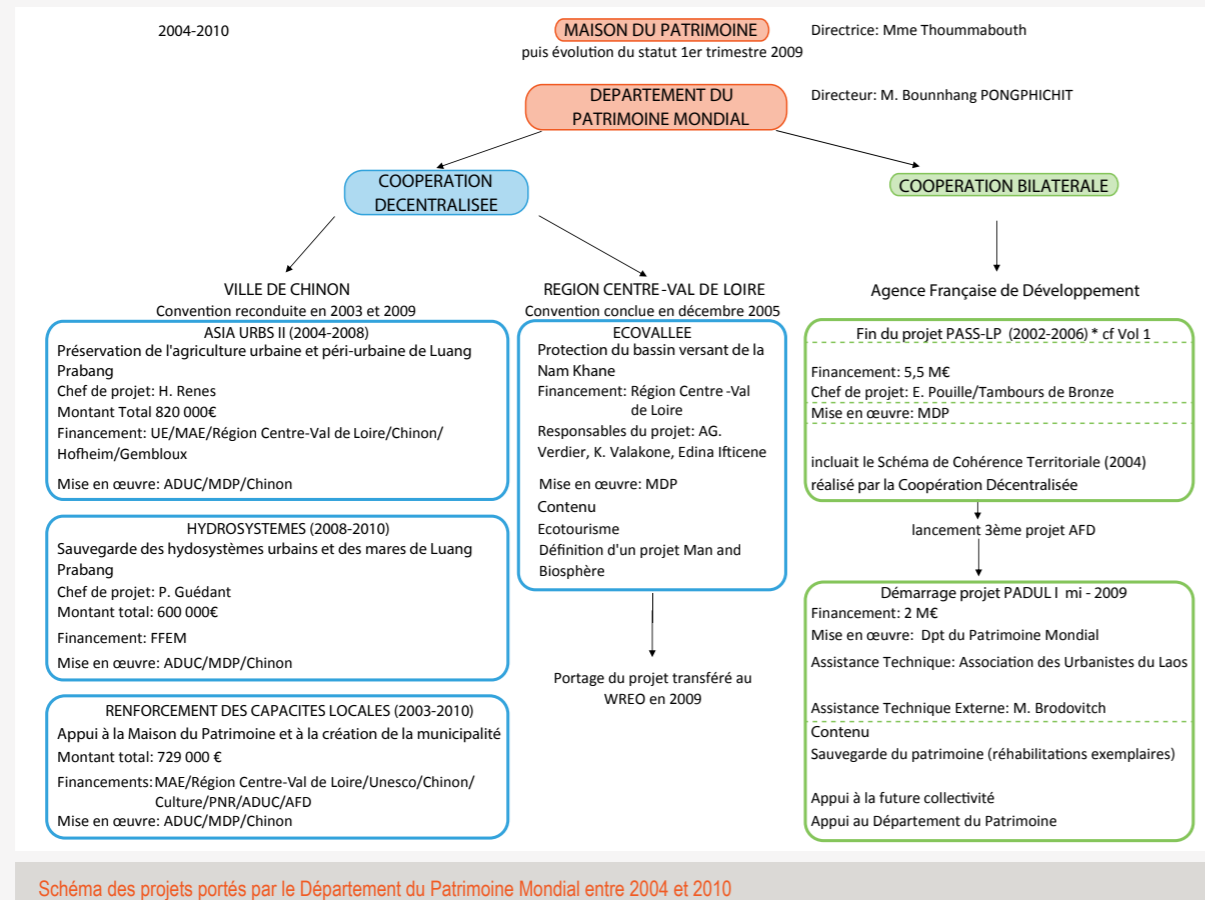 2004-2010
MAISON DU PATRIMOINE
Directrice: Mme Thoummabouth
puis évolution du statut 1er trimestre 2009
DEPARTEMENT DU
PATRIMOINE MONDIAL
Directeur: M. Bounnhang PONGPHICHIT
COOPERATION
DECENTRALISEE
COOPERATION BILATERALE
VILLE DE CHINON
Convention reconduite en 2003 et 2009
ASIA URBS II (2004-2008)
Préservation de l'agriculture urbaine et péri-urbaine de Luang
Prabang
Chef de projet: H. Renes
Montant Total 820 000€
Financement: UE/MAE/Région Centre-Val de Loire/Chinon/
Hofheim/Gembloux
Mise en œuvre: ADUC/MDP/Chinon
HYDROSYSTEMES (2008-2010)
Sauvegarde des hydosystèmes urbains et des mares de Luang
Prabang
Chef de projet: P. Guédant
Montant total: 600 000€
Financement: FFEM
Mise en œuvre: ADUC/MDP/Chinon
RENFORCEMENT DES CAPACITES LOCALES (2003-2010)
Appui à la Maison du Patrimoine et à la création de la municipalité
Montant total: 729 000 €
Financements: MAE/Région Centre-Val de Loire/Unesco/Chinon/
Culture/PNR/ADUC/AFD
Mise en œuvre: ADUC/MDP/Chinon
REGION CENTRE-VAL DE LOIRE
Convention conclue en décembre 2005
ECOVALLEE
Protection du bassin versant de la
Nam Khane
Financement: Région Centre -Val
de Loire
Responsables du projet: AG.
Verdier, K. Valakone, Edina Ifticene
Mise en œuvre: MDP
Contenu
Ecotourisme
Définition d'un projet Man and
Biosphère
Portage du projet transféré au
WREO en 2009
Agence Française de Développement
Fin du projet PASS-LP (2002-2006) * cf Vol 1
Financement: 5,5 M€
Chef de projet: E. Pouille/Tambours de Bronze
Mise en œuvre: MDP
incluait le Schéma de Cohérence Territoriale (2004)
réalisé par la Coopération Décentralisée
lancement 3ème projet AFD
Démarrage projet PADUL I mi - 2009
Financement: 2 M€
Mise en œuvre: Dpt du Patrimoine Mondial
Assistance Technique: Association des Urbanistes du Laos
Assistance Technique Externe: M. Brodovitch
Contenu
Sauvegarde du patrimoine (réhabilitations exemplaires)
Appui à la future collectivité
Appui au Département du Patrimoine
Schéma des projets portés par le Département du Patrimoine Mondial entre 2004 et 2010